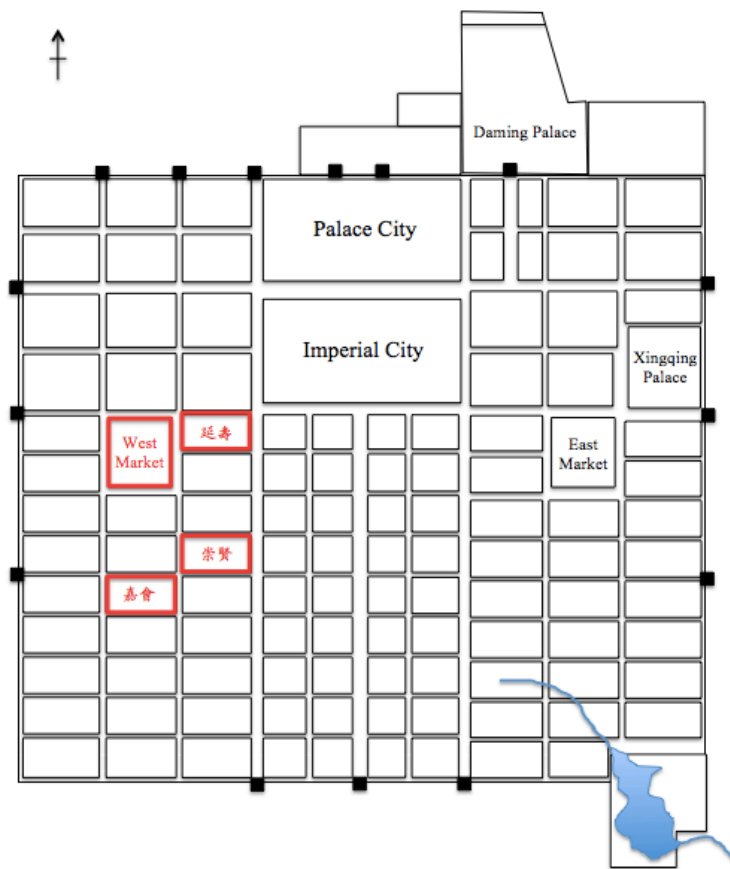 Daming Palace
Palace City
Imperial City
Xingqing
Palace
延壽
West
Market
East
Market
崇賢
嘉會